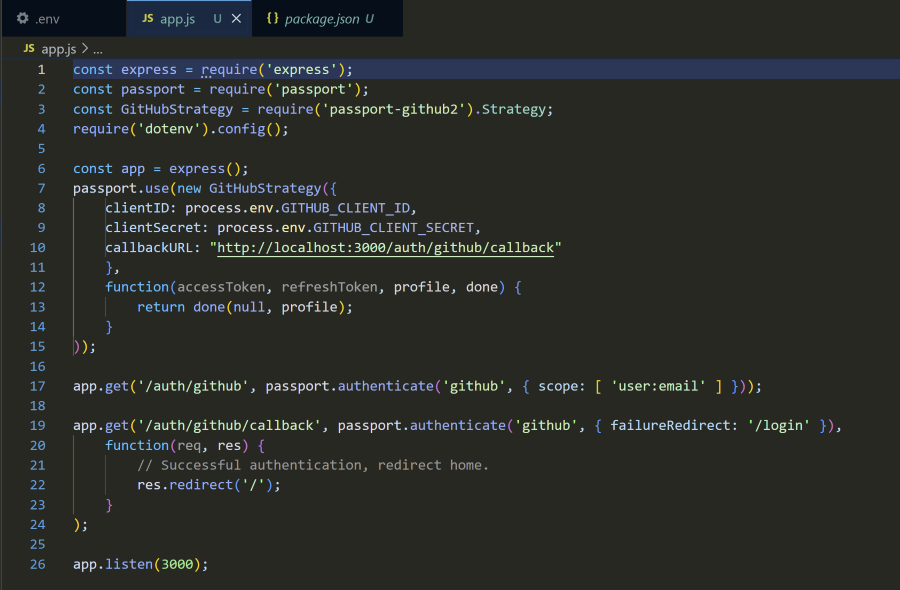 .env JS app.js U {} package.json U
JS app.js > ...
1 const express = require('express');
2 const passport = require('passport');
3 const GitHubStrategy = require('passport-github2').Strategy;
4 require('dotenv').config();
5
6 const app = express();
7 passport.use(new GitHubStrategy({
8     clientID: process.env.GITHUB_CLIENT_ID,
9     clientSecret: process.env.GITHUB_CLIENT_SECRET,
10     callbackURL: "http://localhost:3000/auth/github/callback"
11     },
12     function(accessToken, refreshToken, profile, done) {
13         return done(null, profile);
14     }
15 ));
16
17 app.get('/auth/github', passport.authenticate('github', { scope: [ 'user:email' ] }));
18
19 app.get('/auth/github/callback', passport.authenticate('github', { failureRedirect: '/login' }),
20     function(req, res) {
21         // Successful authentication, redirect home.
22         res.redirect('/');
23     }
24 );
25
26 app.listen(3000);